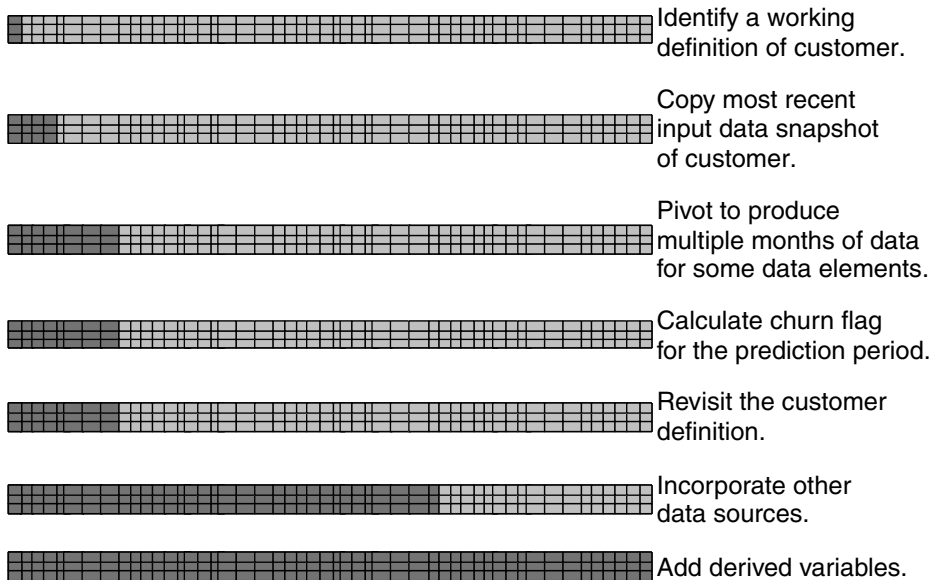 Identify a working
definition of customer.
Copy most recent
input data snapshot
of customer.
Pivot to produce
multiple months of data
for some data elements.
Calculate churn flag
for the prediction period.
Revisit the customer
definition.
Incorporate other
data sources.
Add derived variables.